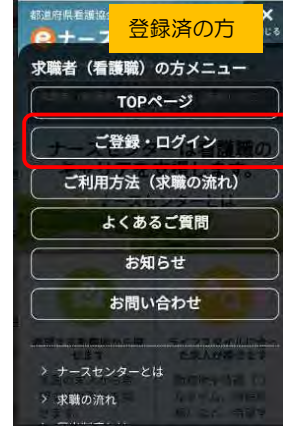 都道府県看護協会
登録済の方
eナース
求職者（看護職）の方メニュー
TOPページ
ご登録・ログイン
ご利用方法（求職の流れ）
よくあるご質問
お知らせ
お問い合わせ
> ナースセンターとは
> 求職の流れ